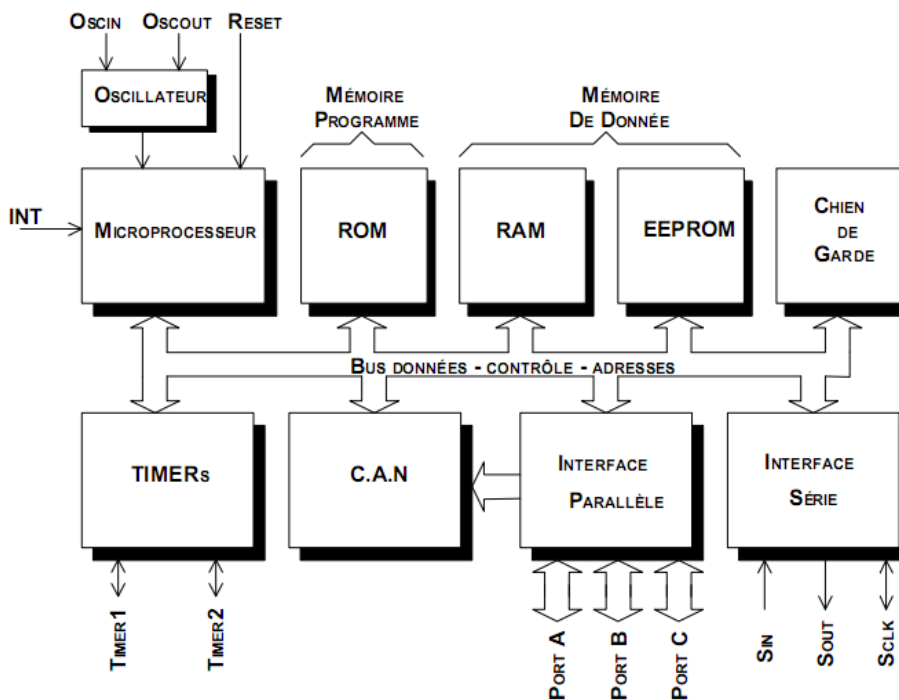 OSCIN OSCOUT RESET
OSCILLATEUR
MÉMOIRE
PROGRAMME
MÉMOIRE
DE DONNÉE
INT
MICROPROCESSEUR
ROM
RAM
EEPROM
CHIEN
DE
GARDE
BUS DONNÉES - CONTRÔLE - ADRESSES
TIMERS
C.A.N
INTERFACE
PARALLÈLE
INTERFACE
SÉRIE
TIMER1
TIMER2
PORT A
PORT B
PORT C
SIN
SOUT
SCLK